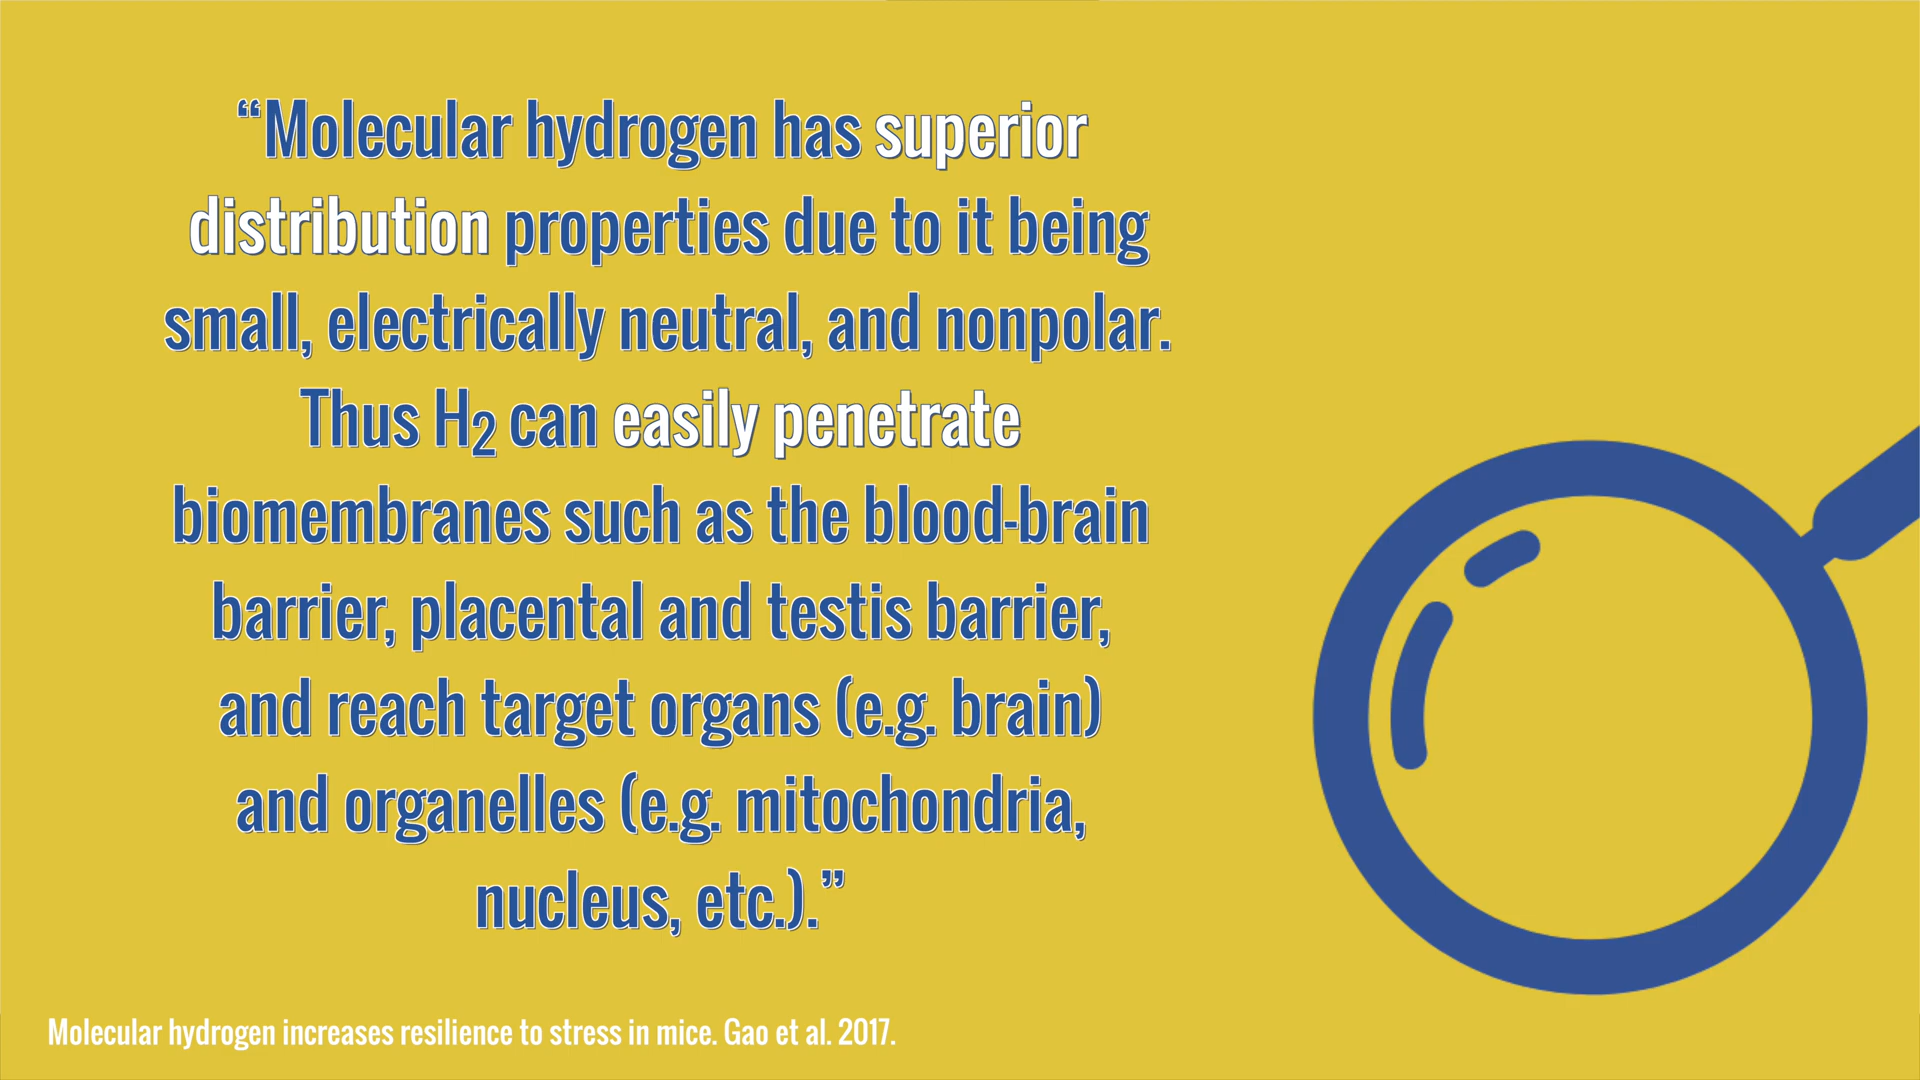 “Molecular hydrogen has superior
distribution properties due to it being
small, electrically neutral, and nonpolar.
Thus H2 can easily penetrate
biomembranes such as the blood-brain
barrier, placental and testis barrier,
and reach target organs (e.g. brain)
and organelles (e.g. mitochondria,
nucleus, etc.).”
Molecular hydrogen increases resilience to stress in mice. Gao et al. 2017.